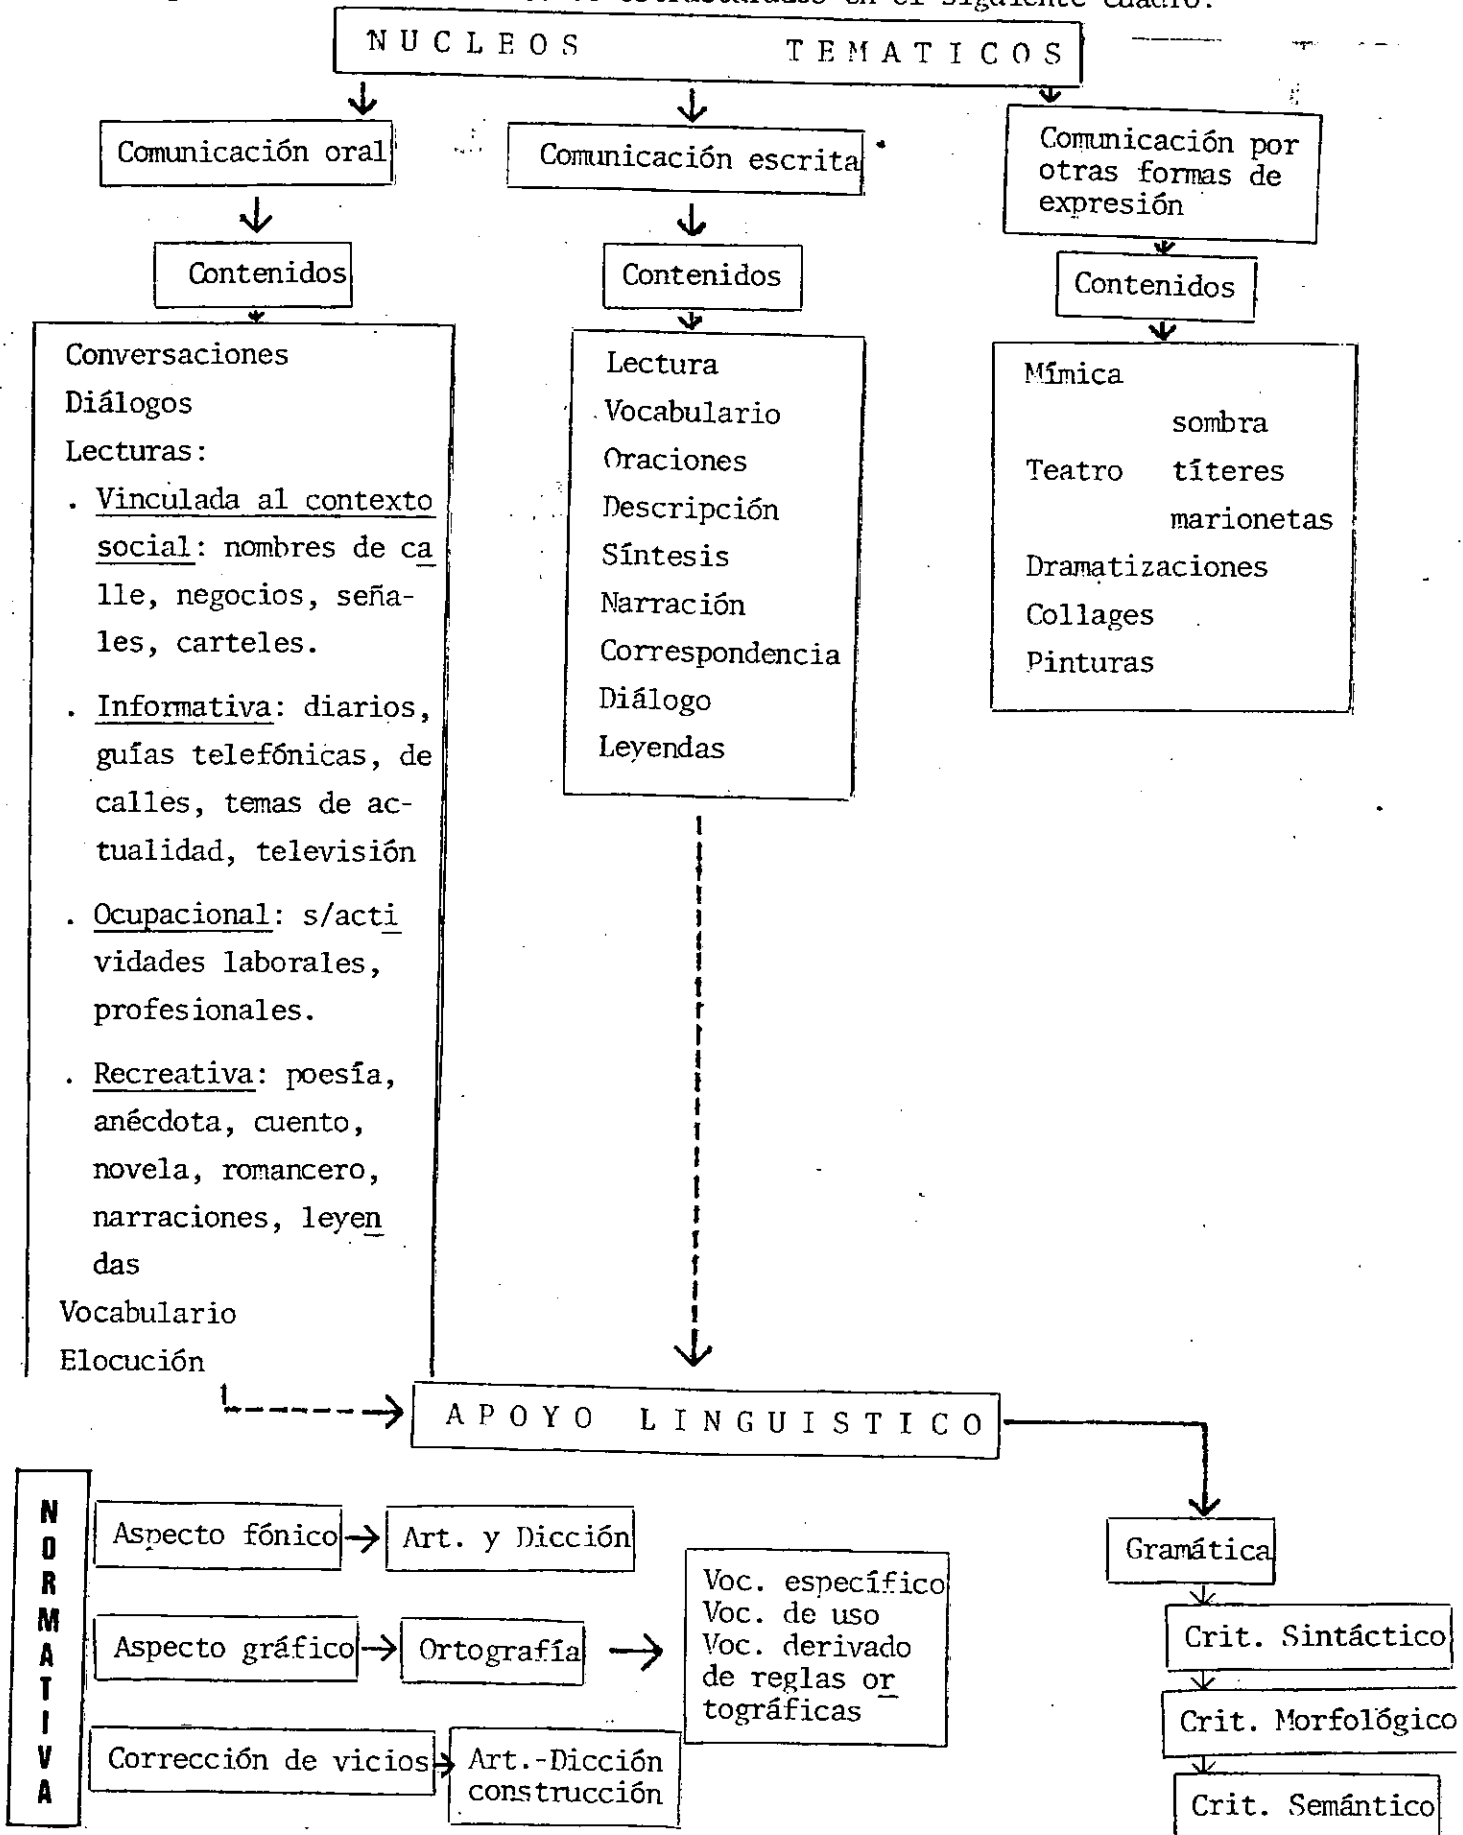 estructurados en el siguiente cuadro:
NUCLEOS TEMATICOS
Comunicación oral
Contenidos
Conversaciones
Diálogos
Lecturas:
. Vinculada al contexto
social: nombres de ca
lle, negocios, seña-
les, carteles.
. Informativa: diarios,
guías telefónicas, de
calles, temas de ac-
tualidad, televisión
. Ocupacional: s/acti
vidades laborales,
profesionales.
. Recreativa: poesía,
anécdota, cuento,
novela, romancero,
narraciones, leyen
das
Vocabulario
Elocución
Comunicación escrita
Contenidos
Lectura
Vocabulario
Oraciones
Descripción
Síntesis
Narración
Correspondencia
Diálogo
Leyendas
Comunicación por
otras formas de
expresión
Contenidos
Mímica
sombra
Teatro títeres
marionetas
Dramatizaciones
Collages
Pinturas
APOYO LINGUISTICO
NORMATIVA
Aspecto fónico
Art. y Dicción
Aspecto gráfico
Ortografía
Voc. específico
Voc. de uso
Voc. derivado
de reglas or
tográficas
Corrección de vicios
Art.-Dicción
construcción
Gramática
Crit. Sintáctico
Crit. Morfológico
Crit. Semántico